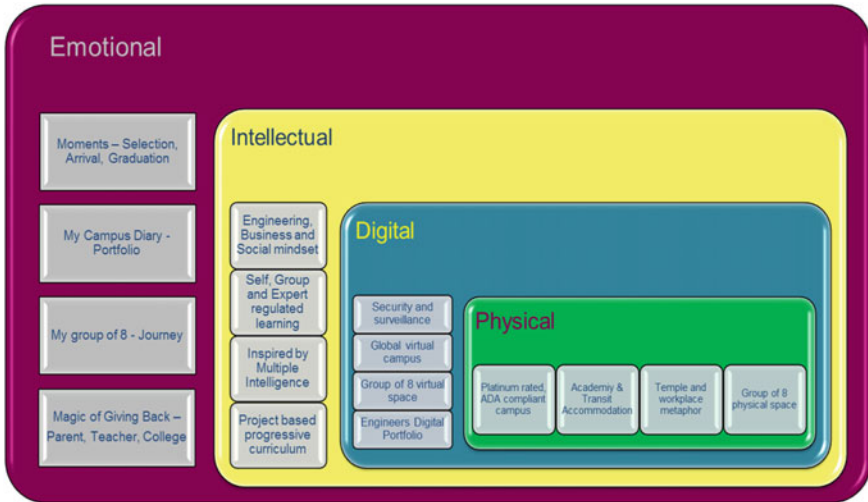 Emotional
Moments – Selection,
Arrival, Graduation
My Campus Diary -
Portfolio
My group of 8 - Journey
Magic of Giving Back –
Parent, Teacher, College
Intellectual
Engineering,
Business and
Social mindset
Self, Group
and Expert
regulated
learning
Inspired by
Multiple
Intelligence
Project based
progressive
curriculum
Digital
Security and
surveillance
Global virtual
campus
Group of 8 virtual
space
Engineers Digital
Portfolio
Physical
Platinum rated,
ADA compliant
campus
Academiy &
Transit
Accommodation
Temple and
workplace
metaphor
Group of 8
physical space